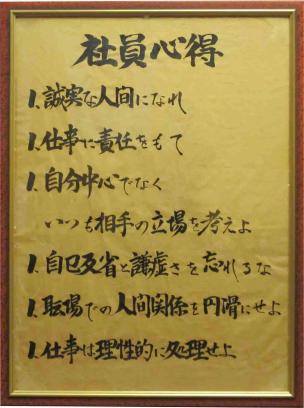 社員心得
1.誠実な人間になれ
1.仕事に責任をもて
1.自分中心でなく
いつも相手の立場を考えよ
1.自己反省と謙虚さを忘れるな
1.職場での人間関係を円滑にせよ
1.仕事は理性的に処理せよ